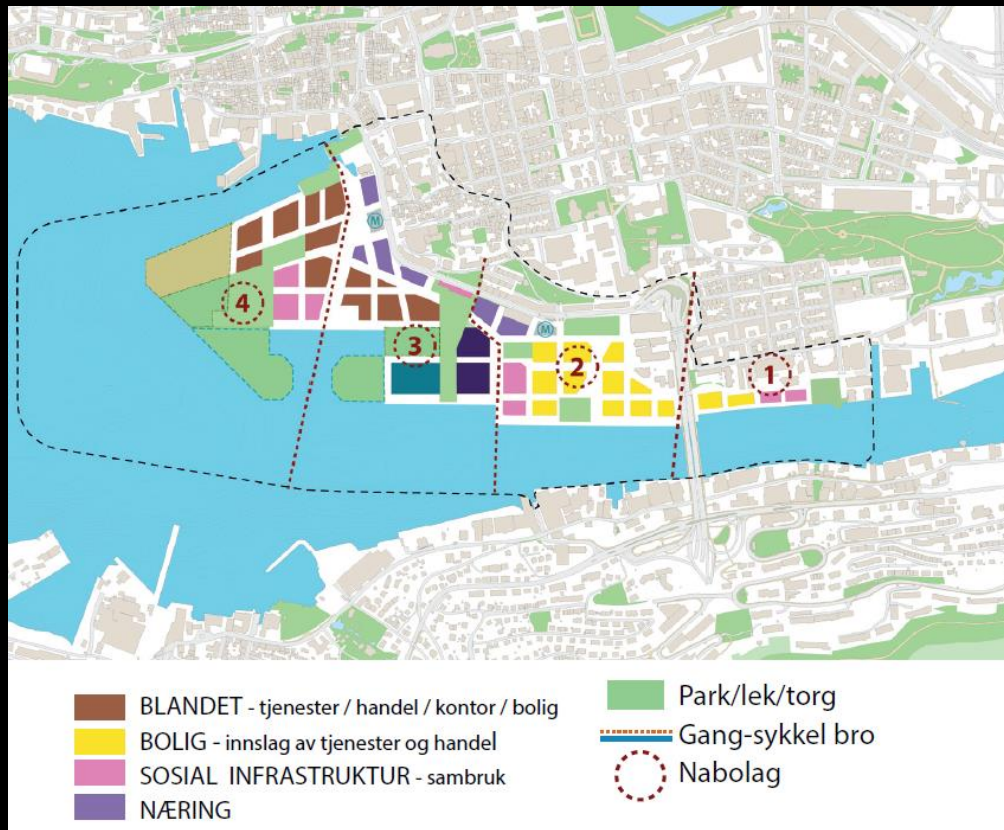 M
4
3
M
2
1
BLANDET - tjenester / handel / kontor / bolig
BOLIG - innslag av tjenester og handel
SOSIAL INFRASTRUKTUR - sambruk
NÆRING
Park/lek/torg
Gang-sykkel bro
Nabolag